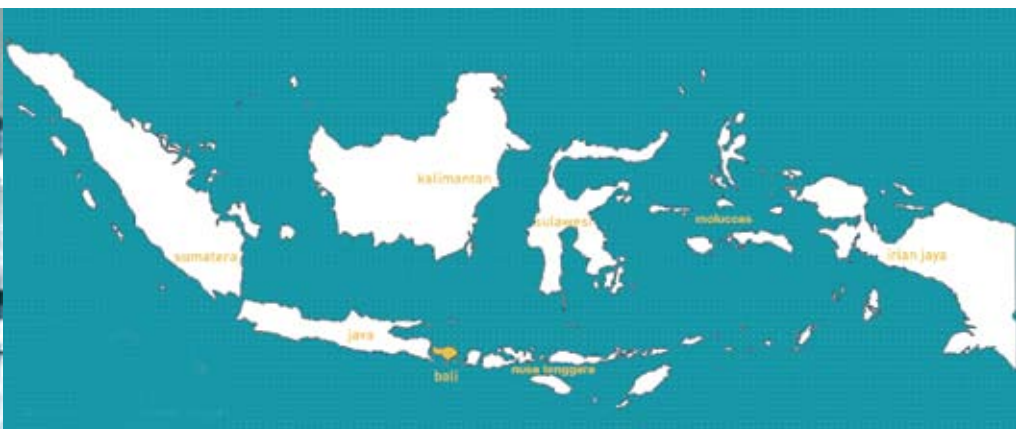 kalimantan
sulawesi
moluccas
sumatera
irian jaya
java
nusa tenggara
bali